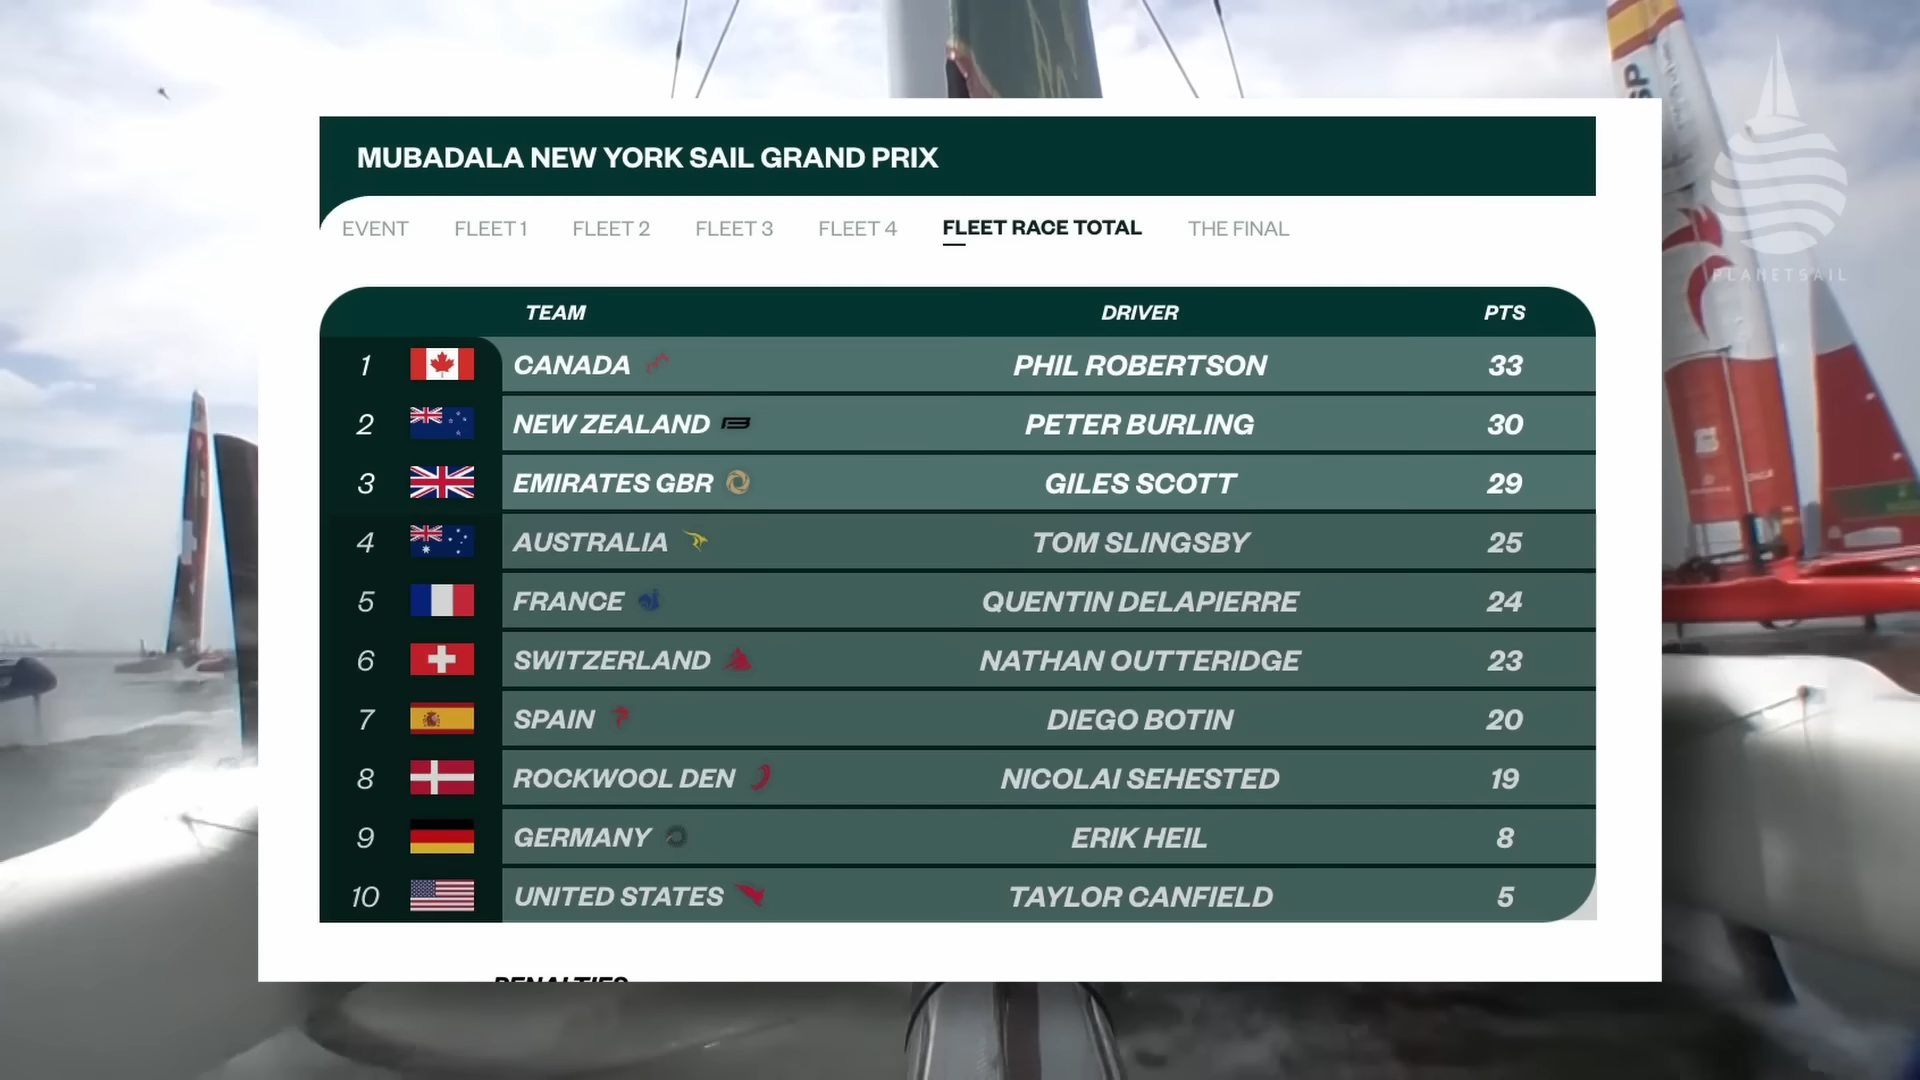 MUBADALA NEW YORK SAIL GRAND PRIX
EVENT FLEET 1 FLEET 2 FLEET 3 FLEET 4 FLEET RACE TOTAL THE FINAL
TEAM DRIVER PTS
1 CANADA PHIL ROBERTSON 33
2 NEW ZEALAND PETER BURLING 30
3 EMIRATES GBR GILES SCOTT 29
4 AUSTRALIA TOM SLINGSBY 25
5 FRANCE QUENTIN DELAPIERRE 24
6 SWITZERLAND NATHAN OUTTERIDGE 23
7 SPAIN DIEGO BOTIN 20
8 ROCKWOOL DEN NICOLAI SEHESTED 19
9 GERMANY ERIK HEIL 8
10 UNITED STATES TAYLOR CANFIELD 5
PENALTIES
PLANETSAIL